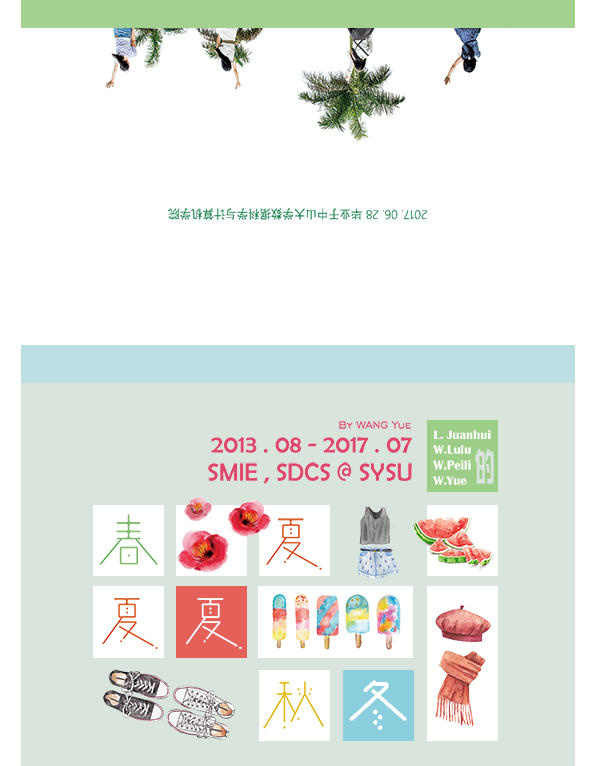 2017. 06. 28 毕业于中山大学数据科学与计算机学院
By WANG Yue
2013 . 08 - 2017 . 07
SMIE , SDCS @ SYSU
L. Juanhui
W.Lulu
W.Peili
W.Yue
的
春 夏
夏 夏
秋 冬